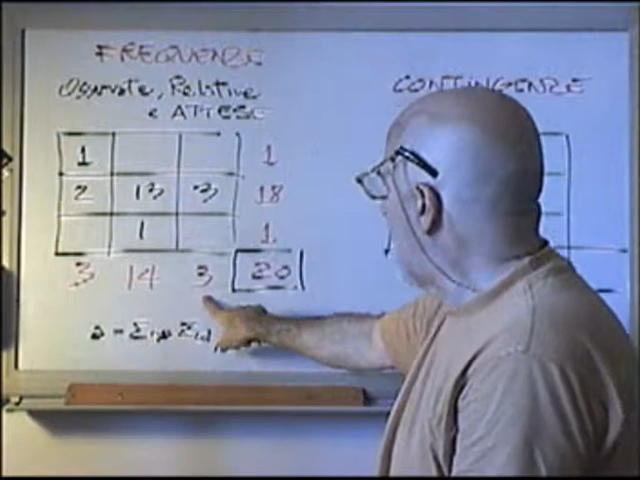 FREQUENZE
Osservate, Relative
e ATTESE
CONTINGENZE
1 1
2 13 3 18
1 1
3 14 3 20